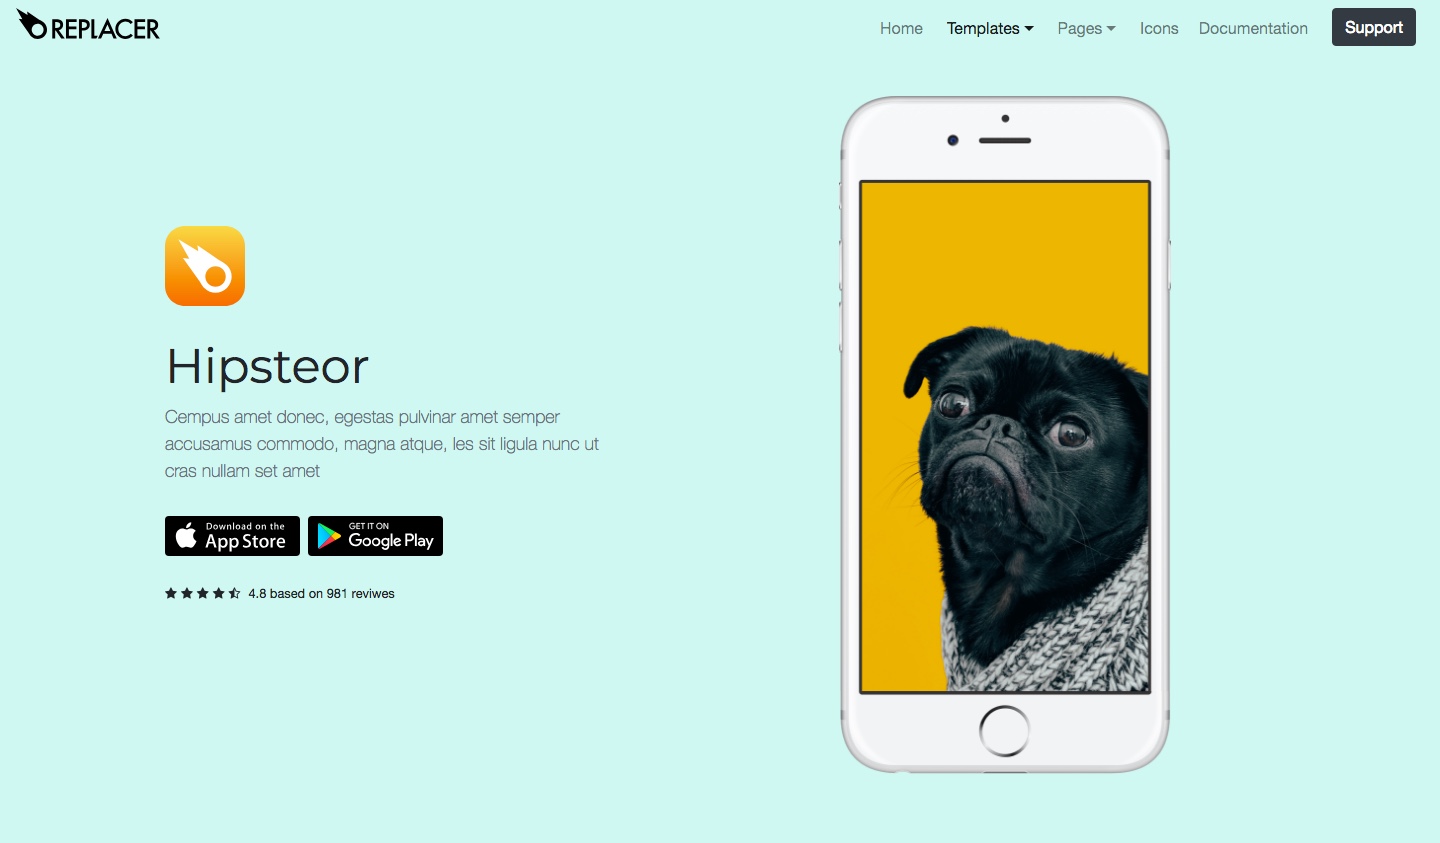 REPLACER
Home Templates Pages Icons Documentation Support
Hipsteor
Cempus amet donec, egestas pulvinar amet semper
accusamus commodo, magna atque, les sit ligula nunc ut
cras nullam set amet
Download on the
App Store
GET IT ON
Google Play
4.8 based on 981 reviwes